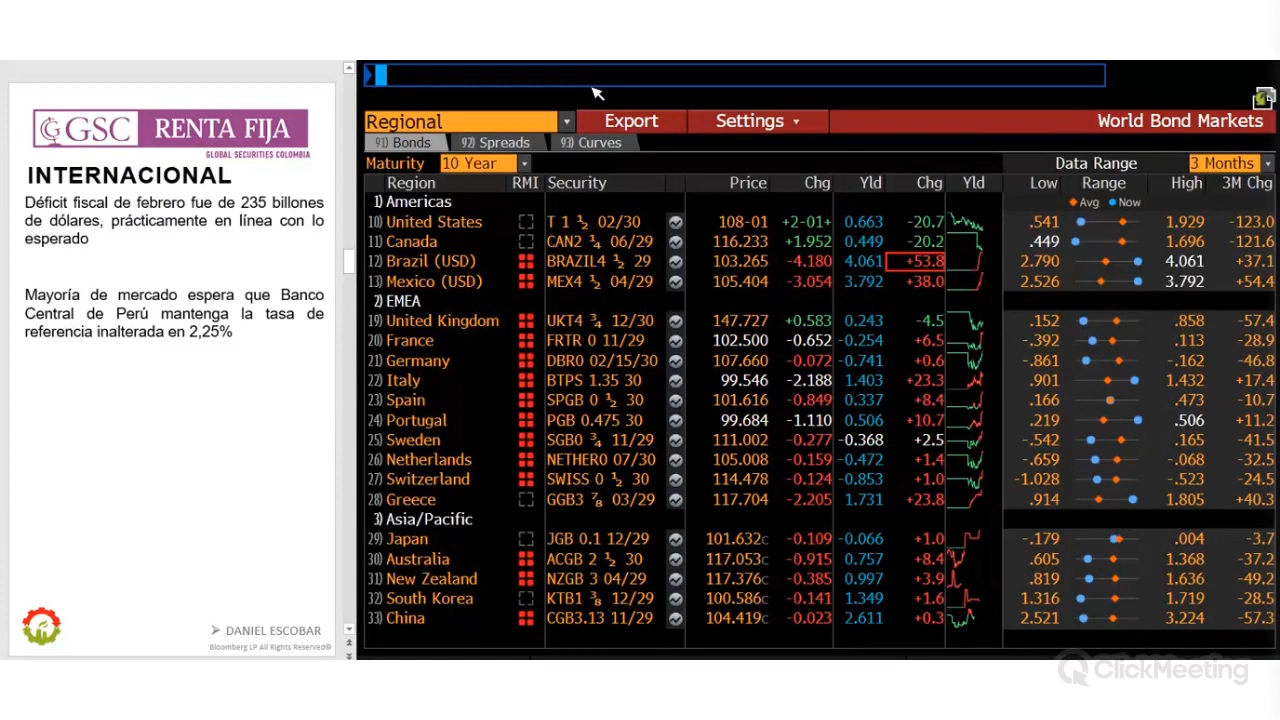 GSC RENTA FIJA
GLOBAL SECURITIES COLOMBIA
INTERNACIONAL
Déficit fiscal de febrero fue de 235 billones
de dólares, prácticamente en línea con lo
esperado
Mayoría de mercado espera que Banco
Central de Perú mantenga la tasa de
referencia inalterada en 2,25%
➢ DANIEL ESCOBAR
Bloomberg LP All Rights Reserved®
Regional Export Settings World Bond Markets
91) Bonds 92) Spreads 93) Curves
Maturity 10 Year Data Range 3 Months
Region RMI Security Price Chg Yld Chg Yld Low Range High 3M Chg
1) Americas Avg Now
10) United States T 1 ½ 02/30 108-01 +2-01+ 0.663 -20.7 .541 1.929 -123.0
11) Canada CAN2 ¼ 06/29 116.233 +1.952 0.449 -20.2 .449 1.696 -121.6
12) Brazil (USD) BRAZIL4 ½ 29 103.265 -4.180 4.061 +53.8 2.790 4.061 +37.1
13) Mexico (USD) MEX4 ½ 04/29 105.404 -3.054 3.792 +38.0 2.526 3.792 +54.4
2) EMEA
19) United Kingdom UKT4 ¾ 12/30 147.727 +0.583 0.243 -4.5 .152 .858 -57.4
20) France FRTR 0 11/29 102.500 -0.652 -0.254 +6.5 -.392 .113 -28.9
21) Germany DBR0 02/15/30 107.660 -0.072 -0.741 +0.6 -.861 -.162 -46.8
22) Italy BTPS 1.35 30 99.546 -2.188 1.403 +23.3 .901 1.432 +17.4
23) Spain SPGB 0 ½ 30 101.616 -0.849 0.337 +8.4 .166 .473 -10.7
24) Portugal PGB 0.475 30 99.684 -1.110 0.506 +10.7 .219 .506 +11.2
25) Sweden SGB0 ¾ 11/29 111.002 -0.277 -0.368 +2.5 -.542 .165 -41.5
26) Netherlands NETHER0 07/30 105.008 -0.159 -0.472 +1.4 -.659 -.068 -32.5
27) Switzerland SWISS 0 ½ 30 114.478 -0.124 -0.853 +1.0 -1.028 -.523 -24.5
28) Greece GGB3 ⅞ 03/29 117.704 -2.205 1.731 +23.8 .914 1.805 +40.3
3) Asia/Pacific
29) Japan JGB 0.1 12/29 101.632c -0.109 -0.066 +1.0 -.179 .004 -3.7
30) Australia ACGB 2 ½ 30 117.053c -0.915 0.757 +8.4 .605 1.368 -37.2
31) New Zealand NZGB 3 04/29 117.376c -0.385 0.997 +3.9 .819 1.636 -49.2
32) South Korea KTB1 ⅜ 12/29 100.586c -0.141 1.349 +1.6 1.316 1.719 -28.5
33) China CGB3.13 11/29 104.419c -0.023 2.611 +0.3 2.521 3.224 -57.3
ClickMeeting